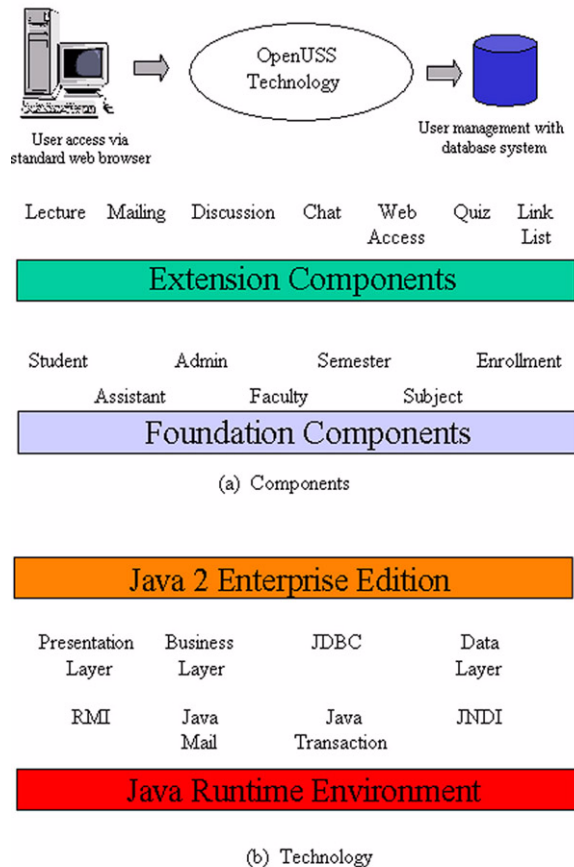 OpenUSS
Technology
User access via
standard web browser
User management with
database system
Lecture Mailing Discussion Chat Web Access Quiz Link List
Extension Components
Student Admin Semester Enrollment
Assistant Faculty Subject
Foundation Components
(a) Components
Java 2 Enterprise Edition
Presentation Layer Business Layer JDBC Data Layer
RMI Java Mail Java Transaction JNDI
Java Runtime Environment
(b) Technology